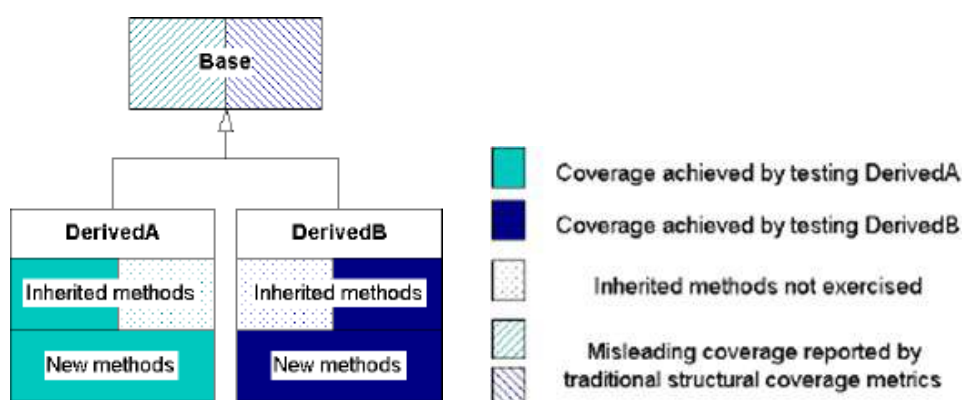 Base
DerivedA
DerivedB
Inherited methods
Inherited methods
New methods
New methods
Coverage achieved by testing DerivedA
Coverage achieved by testing DerivedB
Inherited methods not exercised
Misleading coverage reported by
traditional structural coverage metrics